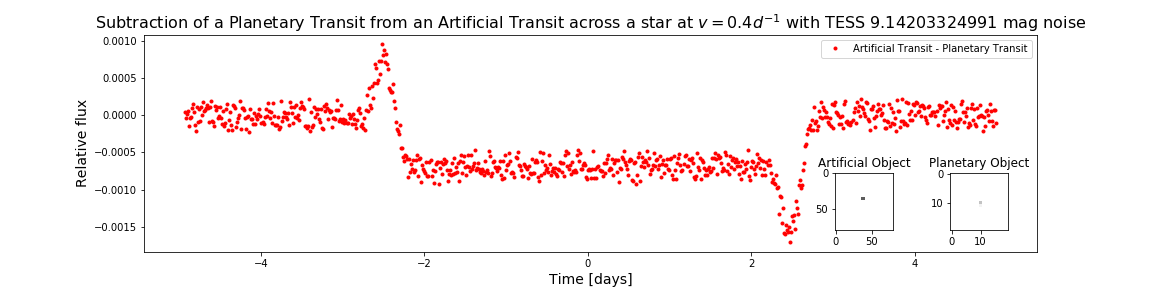 Subtraction of a Planetary Transit from an Artificial Transit across a star at v = 0.4d⁻¹ with TESS 9.14203324991 mag noise
Artificial Transit - Planetary Transit
Relative flux
0.0010
0.0005
0.0000
−0.0005
−0.0010
−0.0015
Artificial Object
0
50
0 50
Planetary Object
0
10
0 10
−4 −2 0 2 4
Time [days]